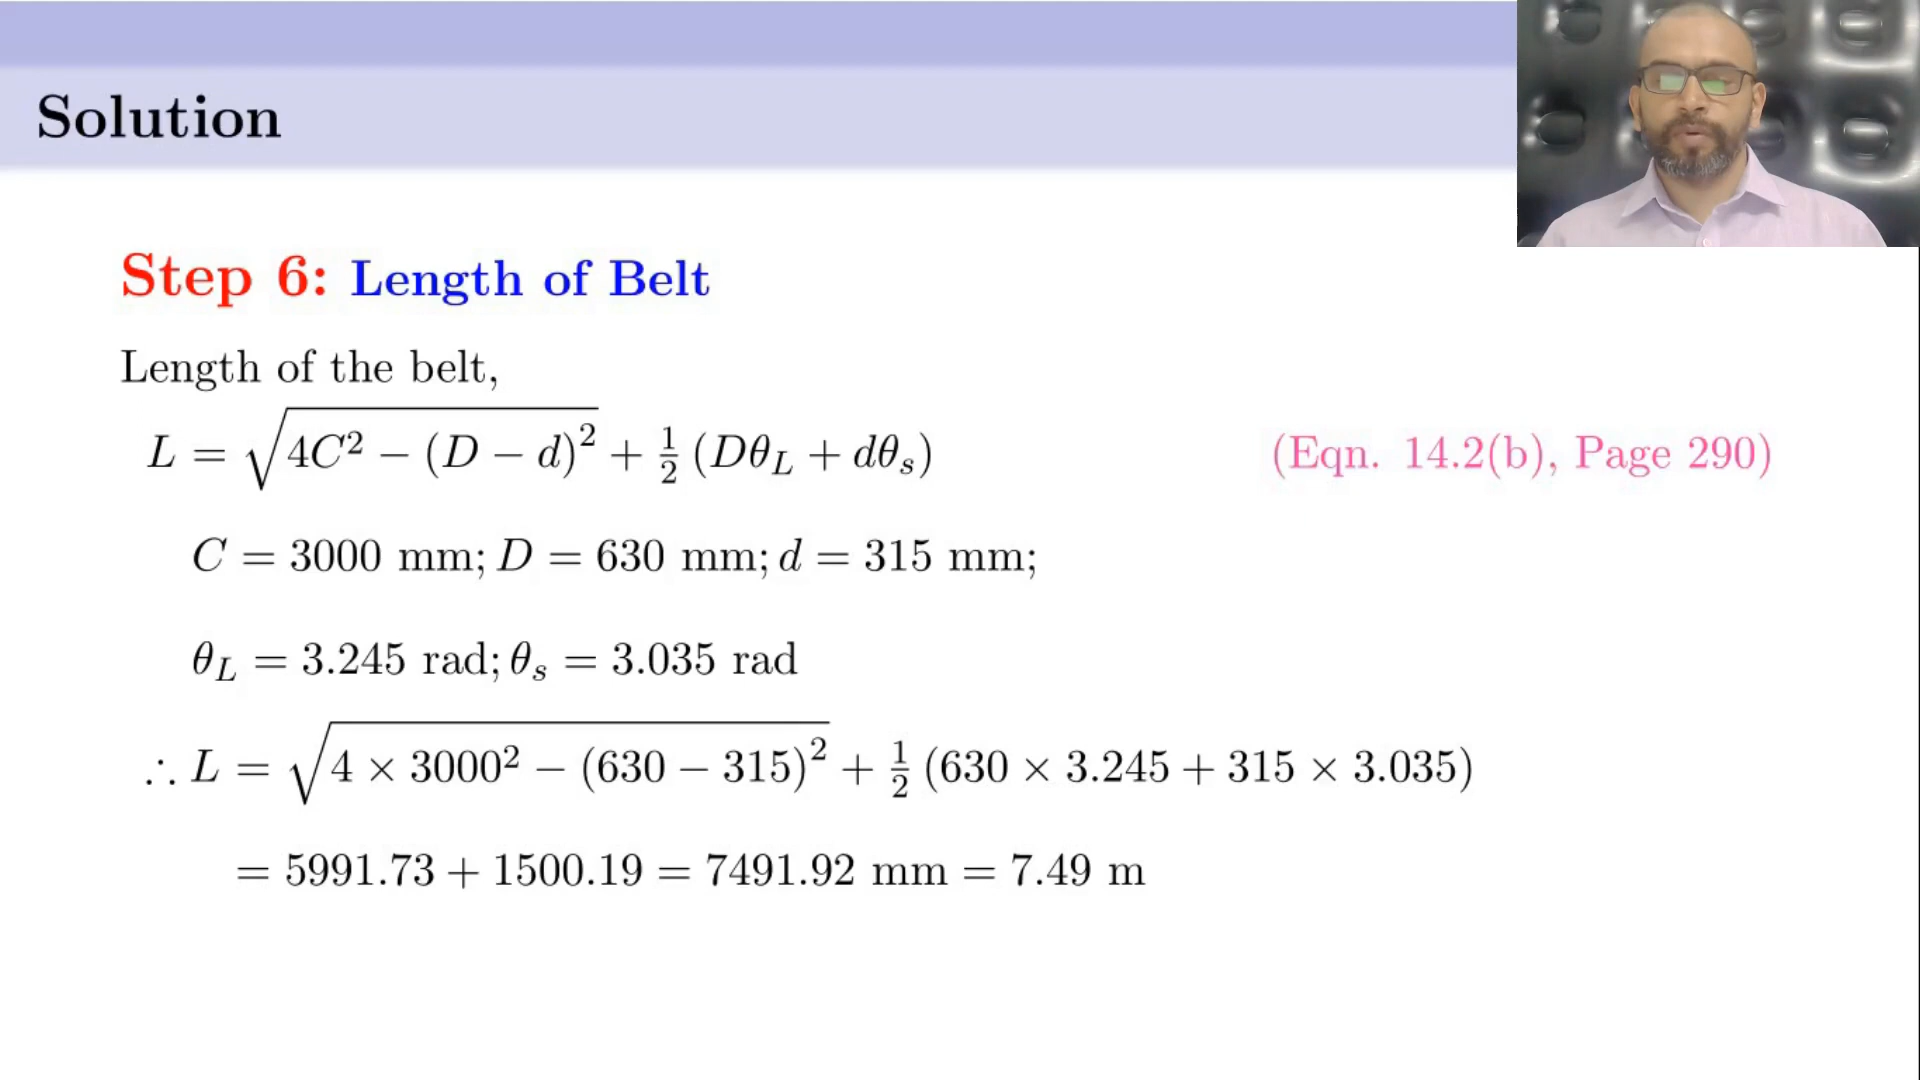 Solution
Step 6: Length of Belt
Length of the belt,
L = √(4C² − (D − d)²) + ½ (Dθ_L + dθ_s) (Eqn. 14.2(b), Page 290)
C = 3000 mm; D = 630 mm; d = 315 mm;
θ_L = 3.245 rad; θ_s = 3.035 rad
∴ L = √(4 × 3000² − (630 − 315)²) + ½ (630 × 3.245 + 315 × 3.035)
= 5991.73 + 1500.19 = 7491.92 mm = 7.49 m